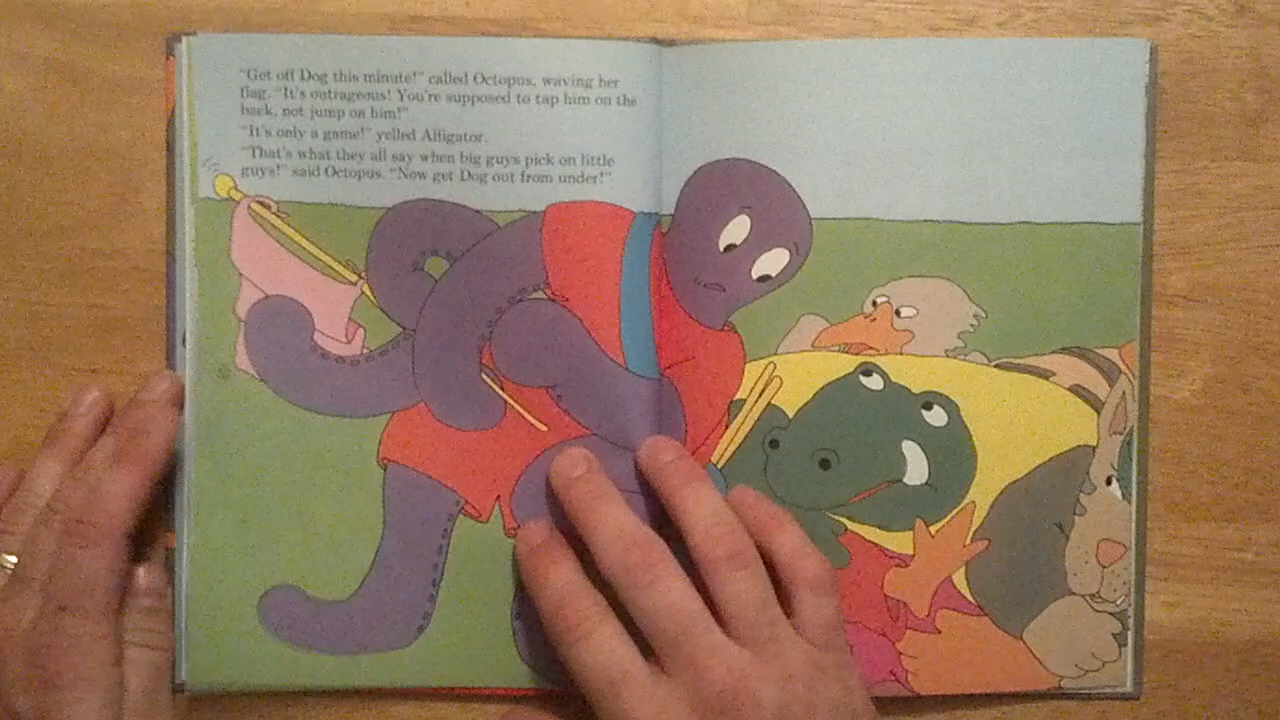 "Get off Dog this minute!" called Octopus, waving her
flag. "It's outrageous! You're supposed to tap him on the
back, not jump on him!"
"It's only a game!" yelled Alligator.
"That's what they all say when big guys pick on little
guys!" said Octopus. "Now get Dog out from under!"